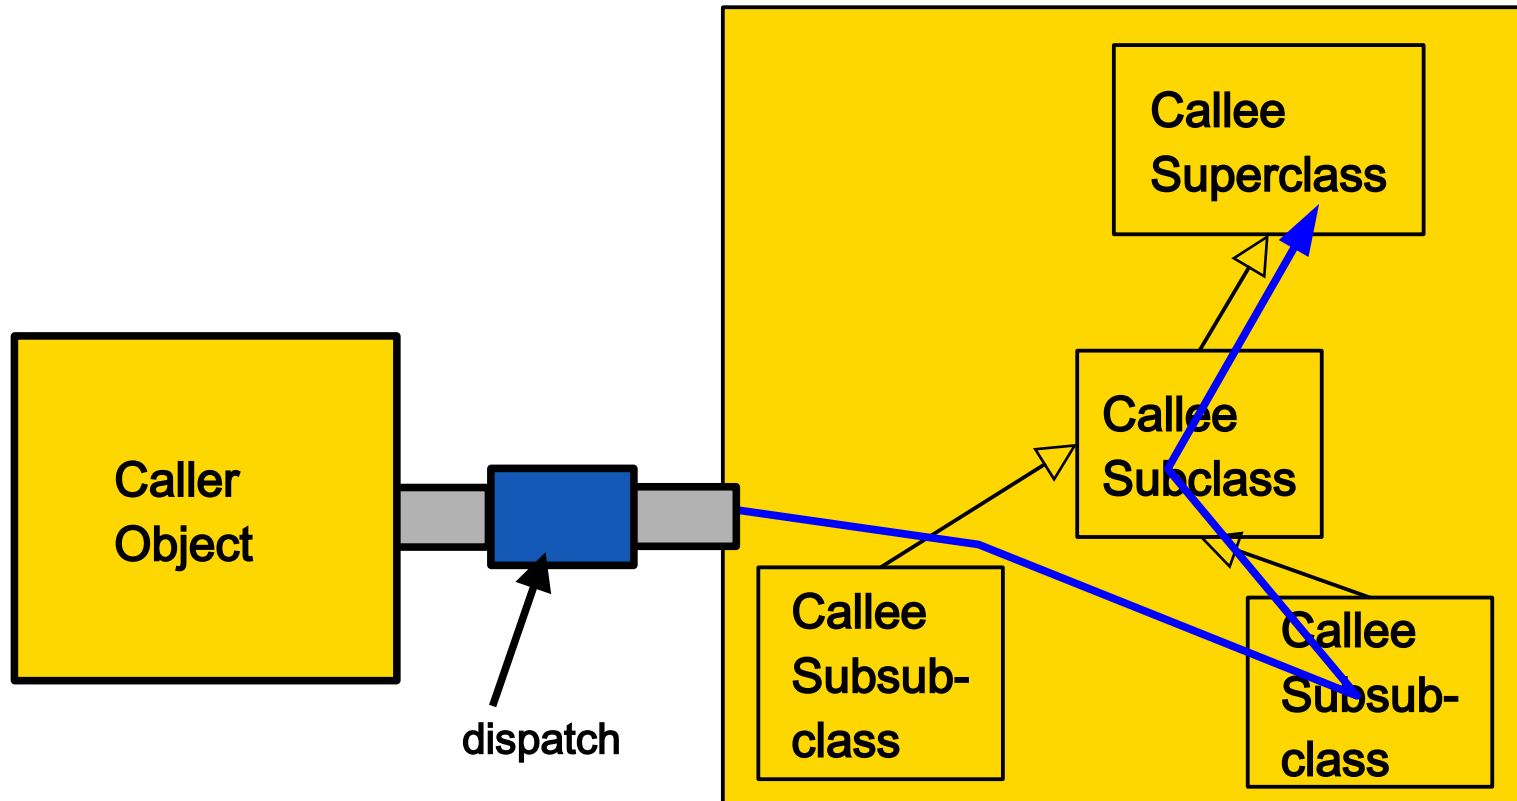 Callee
Superclass
Callee
Subclass
Caller
Object
Callee
Subsub-
class
Callee
Subsub-
class
dispatch